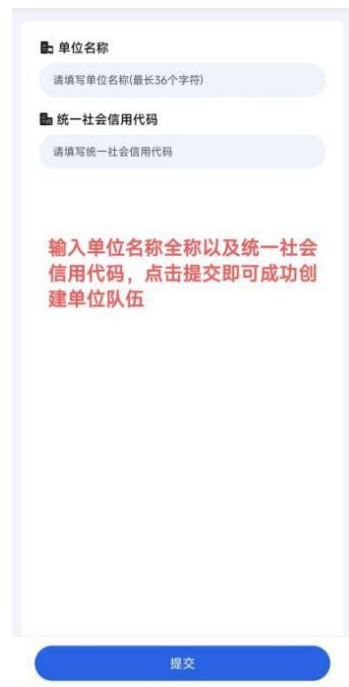 单位名称
请填写单位名称(最长36个字符)
统一社会信用代码
请填写统一社会信用代码
输入单位名称全称以及统一社会
信用代码，点击提交即可成功创
建单位队伍
提交